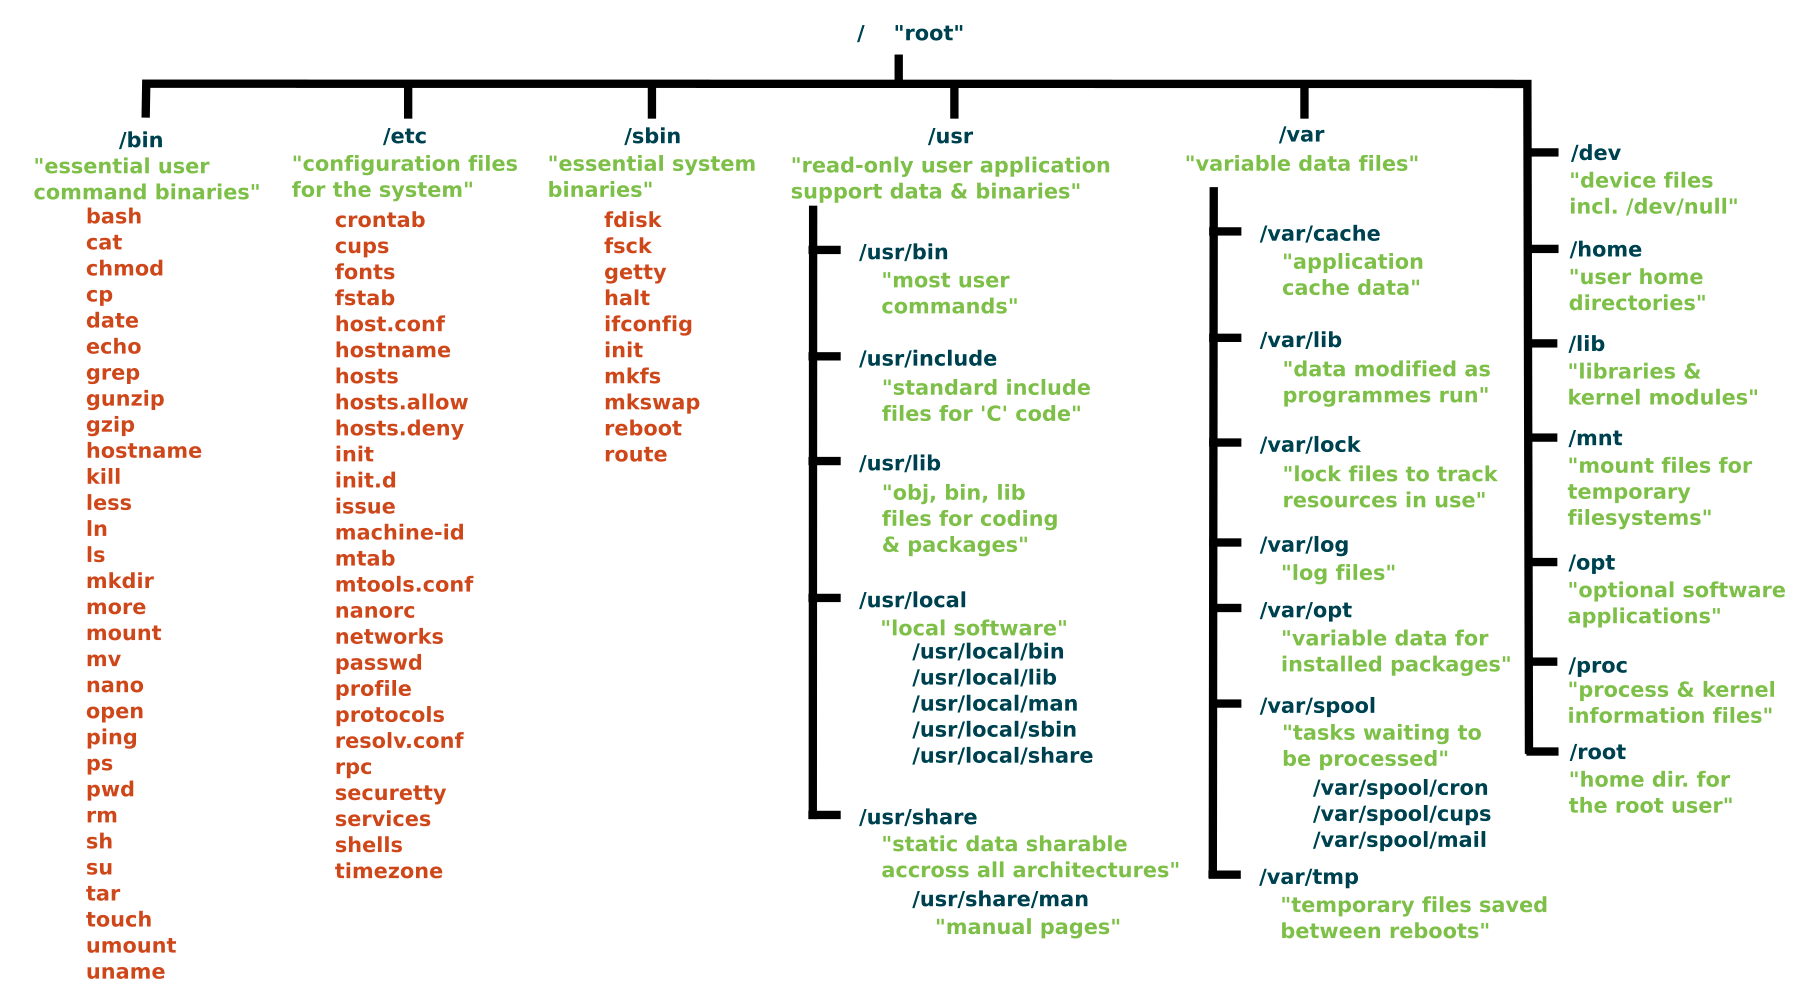 / "root"
/bin
"essential user
command binaries"
bash
cat
chmod
cp
date
echo
grep
gunzip
gzip
hostname
kill
less
ln
ls
mkdir
more
mount
mv
nano
open
ping
ps
pwd
rm
sh
su
tar
touch
umount
uname
/etc
"configuration files
for the system"
crontab
cups
fonts
fstab
host.conf
hostname
hosts
hosts.allow
hosts.deny
init
init.d
issue
machine-id
mtab
mtools.conf
nanorc
networks
passwd
profile
protocols
resolv.conf
rpc
securetty
services
shells
timezone
/sbin
"essential system
binaries"
fdisk
fsck
getty
halt
ifconfig
init
mkfs
mkswap
reboot
route
/usr
"read-only user application
support data & binaries"
/usr/bin
"most user
commands"
/usr/include
"standard include
files for 'C' code"
/usr/lib
"obj, bin, lib
files for coding
& packages"
/usr/local
"local software"
/usr/local/bin
/usr/local/lib
/usr/local/man
/usr/local/sbin
/usr/local/share
/usr/share
"static data sharable
accross all architectures"
/usr/share/man
"manual pages"
/var
"variable data files"
/var/cache
"application
cache data"
/var/lib
"data modified as
programmes run"
/var/lock
"lock files to track
resources in use"
/var/log
"log files"
/var/opt
"variable data for
installed packages"
/var/spool
"tasks waiting to
be processed"
/var/spool/cron
/var/spool/cups
/var/spool/mail
/var/tmp
"temporary files saved
between reboots"
/dev
"device files
incl. /dev/null"
/home
"user home
directories"
/lib
"libraries &
kernel modules"
/mnt
"mount files for
temporary
filesystems"
/opt
"optional software
applications"
/proc
"process & kernel
information files"
/root
"home dir. for
the root user"